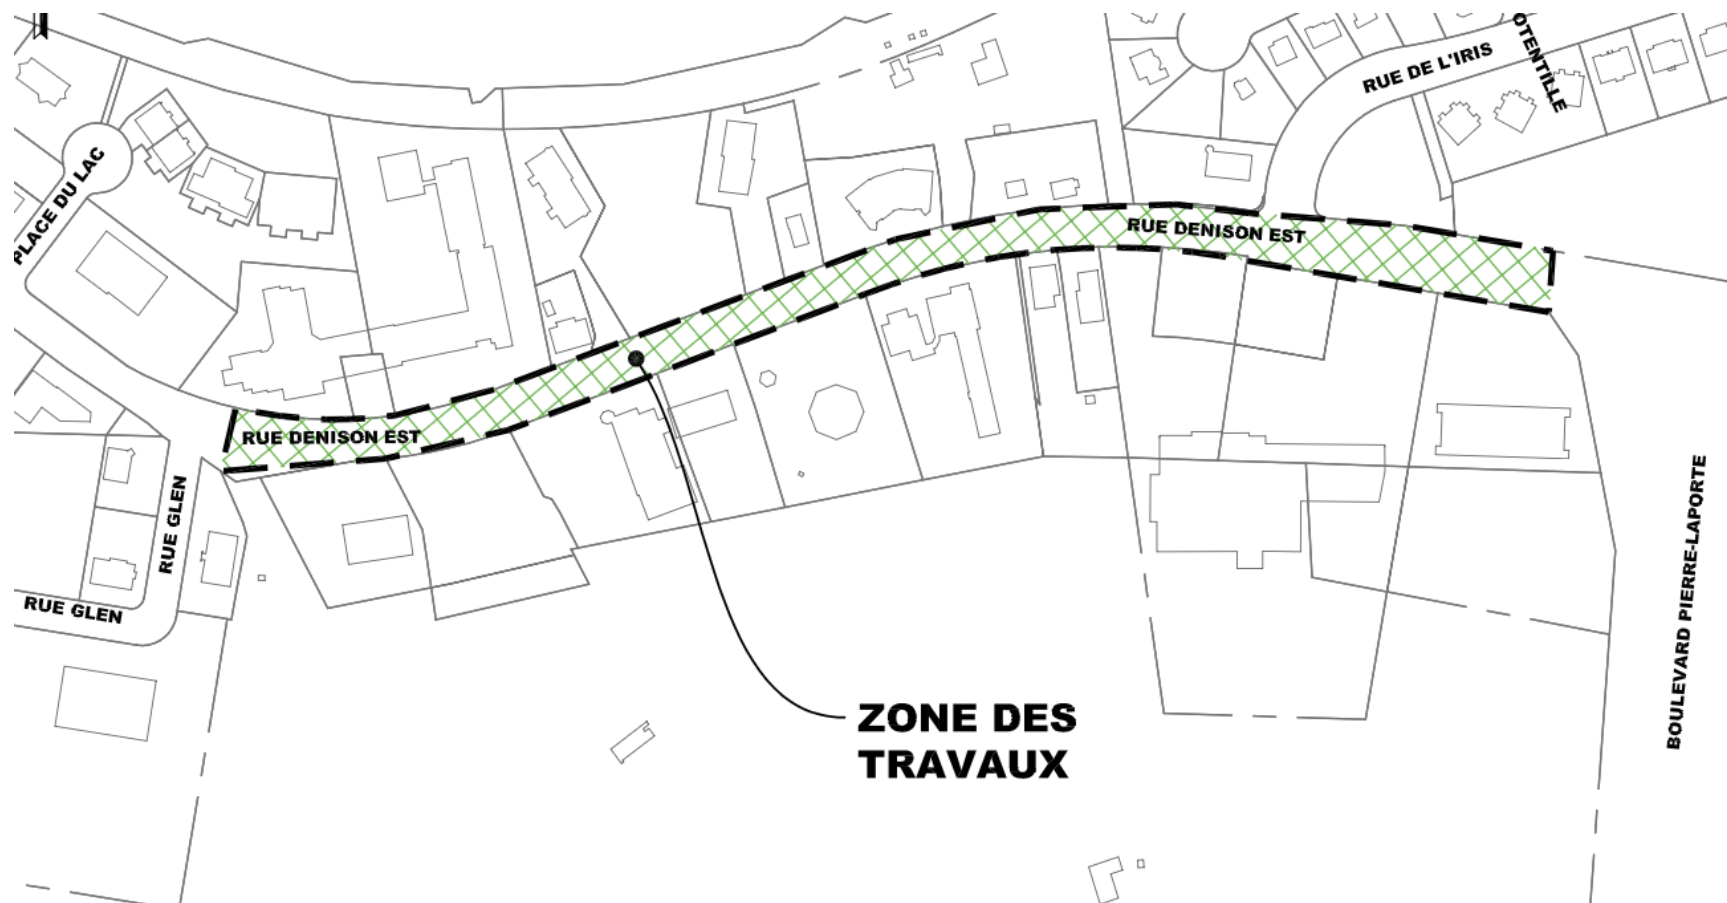 RUE DE L'IRIS
OTENTILLE
PLACE DU LAC
RUE DENISON EST
RUE DENISON EST
RUE GLEN
RUE GLEN
BOULEVARD PIERRE-LAPORTE
ZONE DES
TRAVAUX